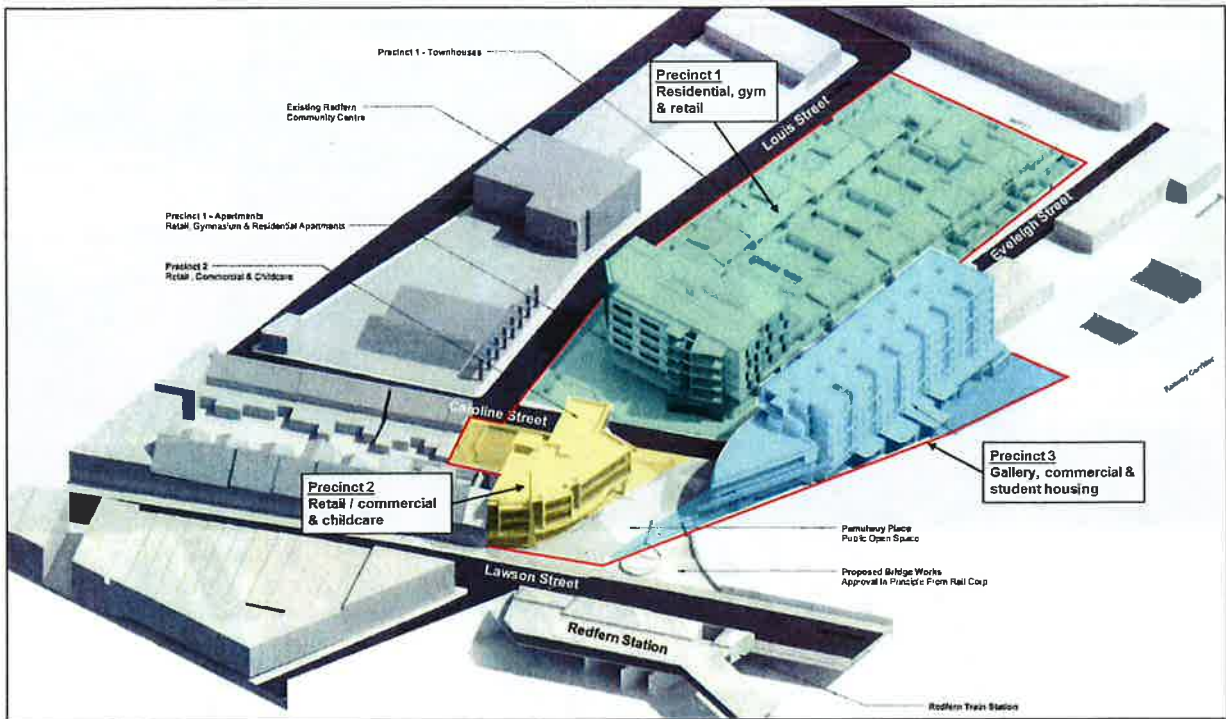 Precinct 1 - Townhouses
Precinct 1
Residential, gym
& retail
Existing Redfern
Community Centre
Louis Street
Eveleigh Street
Precinct 1 - Apartments
Retail, Gymnasium & Residential Apartments
Precinct 2
Retail, Commercial & Childcare
Railway Corridor
Caroline Street
Precinct 3
Gallery, commercial &
student housing
Precinct 2
Retail / commercial
& childcare
Pemulwuy Place
Public Open Space
Proposed Bridge Works
Approval In Principle From Rail Corp
Lawson Street
Redfern Station
Redfern Train Station